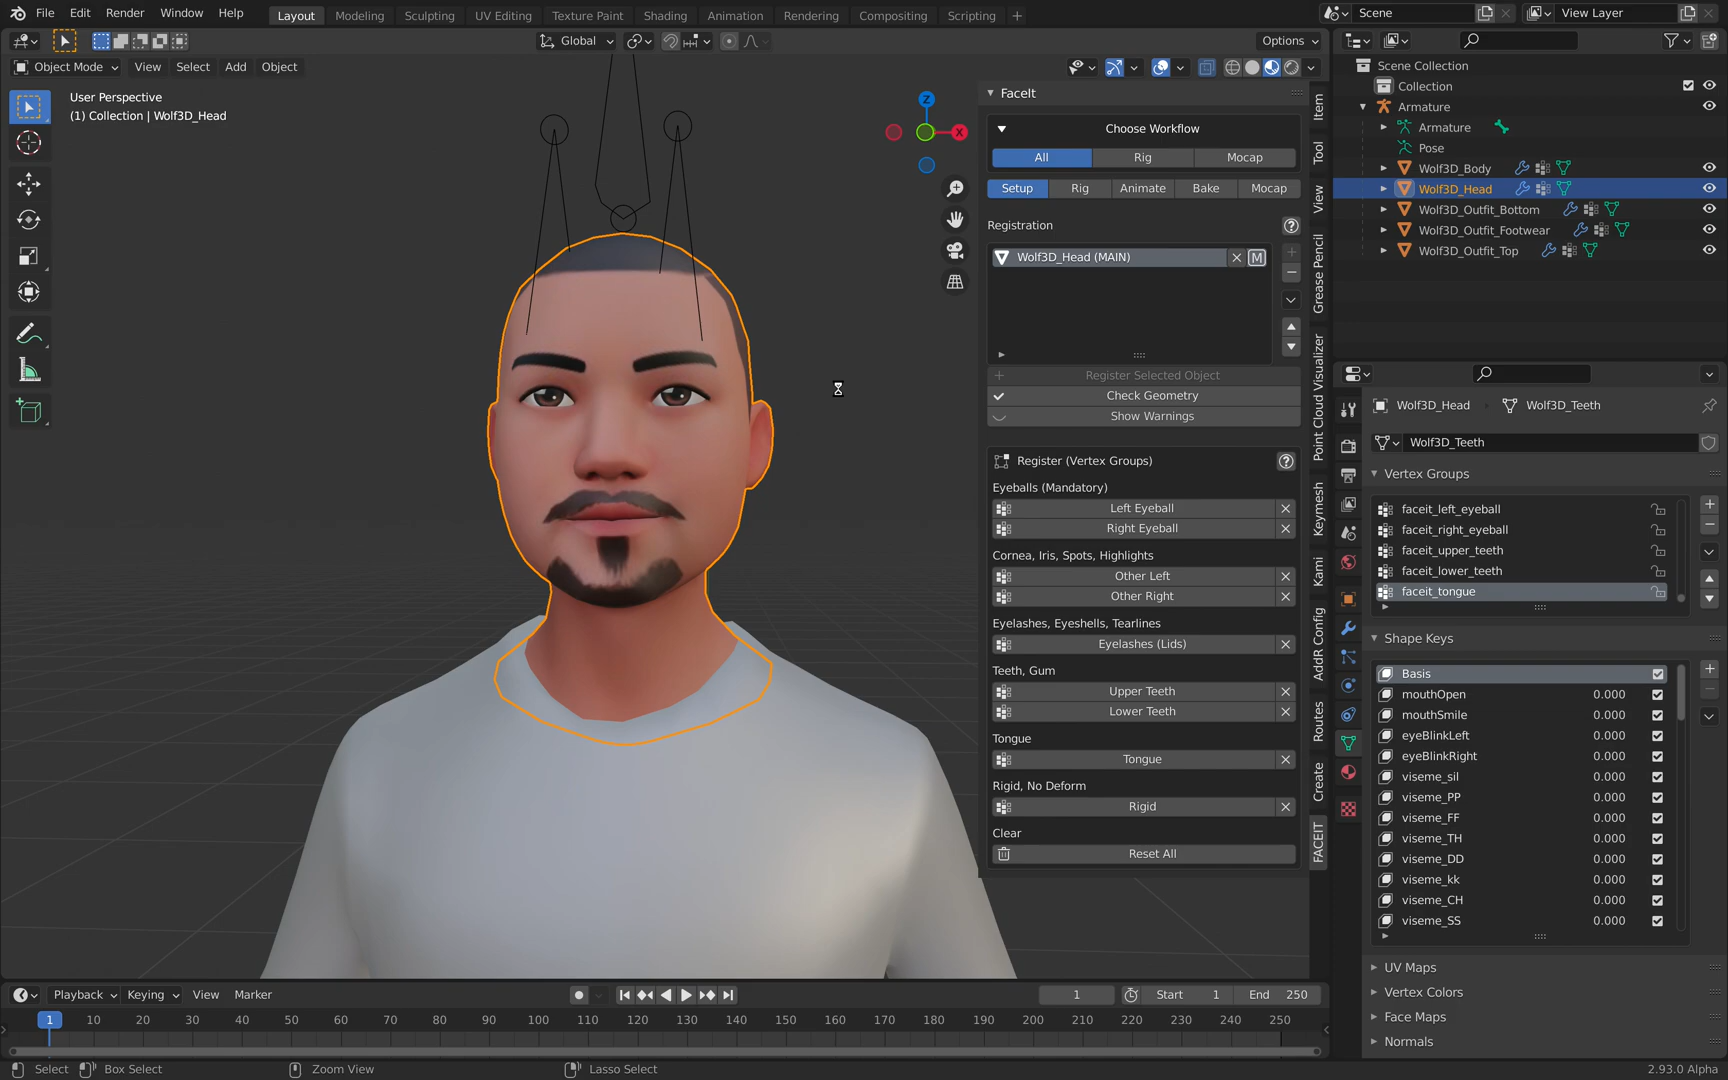 File Edit Render Window Help Layout Modeling Sculpting UV Editing Texture Paint Shading Animation Rendering Compositing Scripting + Scene View Layer
Global Options
Object Mode View Select Add Object
User Perspective
(1) Collection | Wolf3D_Head
Z
X
FaceIt
Choose Workflow
All Rig Mocap
Setup Rig Animate Bake Mocap
Registration
Wolf3D_Head (MAIN) M
Register Selected Object
Check Geometry
Show Warnings
Register (Vertex Groups)
Eyeballs (Mandatory)
Left Eyeball
Right Eyeball
Cornea, Iris, Spots, Highlights
Other Left
Other Right
Eyelashes, Eyeshells, Tearlines
Eyelashes (Lids)
Teeth, Gum
Upper Teeth
Lower Teeth
Tongue
Tongue
Rigid, No Deform
Rigid
Clear
Reset All
Item
Tool
View
Grease Pencil
Point Cloud Visualizer
Keymesh
Kami
AddR Config
Routes
Create
FACEIT
Scene Collection
Collection
Armature
Armature
Pose
Wolf3D_Body
Wolf3D_Head
Wolf3D_Outfit_Bottom
Wolf3D_Outfit_Footwear
Wolf3D_Outfit_Top
Wolf3D_Head Wolf3D_Teeth
Wolf3D_Teeth
Vertex Groups
faceit_left_eyeball
faceit_right_eyeball
faceit_upper_teeth
faceit_lower_teeth
faceit_tongue
Shape Keys
Basis
mouthOpen 0.000
mouthSmile 0.000
eyeBlinkLeft 0.000
eyeBlinkRight 0.000
viseme_sil 0.000
viseme_PP 0.000
viseme_FF 0.000
viseme_TH 0.000
viseme_DD 0.000
viseme_kk 0.000
viseme_CH 0.000
viseme_SS 0.000
UV Maps
Vertex Colors
Face Maps
Normals
Playback Keying View Marker 1 Start 1 End 250
1 10 20 30 40 50 60 70 80 90 100 110 120 130 140 150 160 170 180 190 200 210 220 230 240 250
Select Box Select Zoom View Lasso Select 2.93.0 Alpha